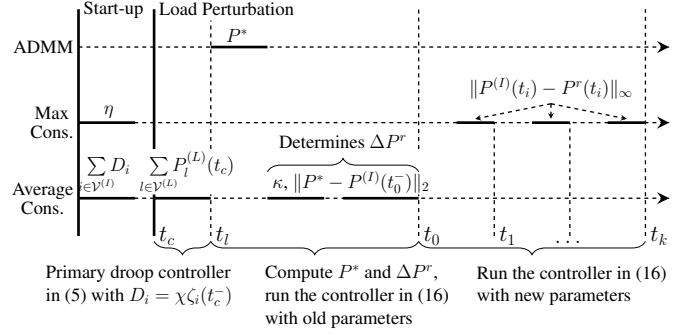 Start-up Load Perturbation
ADMM P*
Max Cons. η ‖P^{(I)}(t_i) − P^r(t_i)‖_∞
Determines ΔP^r
Average Cons. ∑_{i∈𝒱^{(I)}} D_i ∑_{l∈𝒱^{(L)}} P_l^{(L)}(t_c) κ, ‖P* − P^{(I)}(t_0^-)‖_2
t_c t_l t_0 t_1 ... t_k
Primary droop controller
in (5) with D_i = χζ_i(t_c^-)
Compute P* and ΔP^r,
run the controller in (16)
with old parameters
Run the controller in (16)
with new parameters